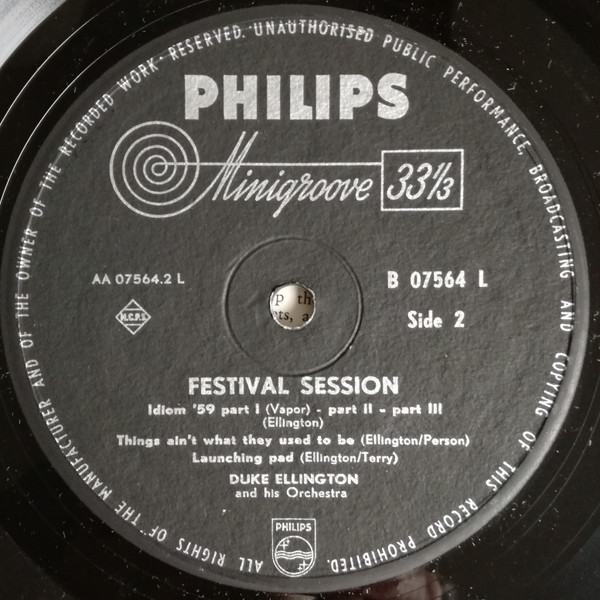 ALL RIGHTS OF THE MANUFACTURER AND OF THE OWNER OF THE RECORDED WORK RESERVED. UNAUTHORISED PUBLIC PERFORMANCE, BROADCASTING AND COPYING OF THIS RECORD PROHIBITED.
PHILIPS
Minigroove 33⅓
AA 07564.2 L
B 07564 L
M.C.P.S.
Side 2
p th
ets, a
FESTIVAL SESSION
Idiom '59 part I (Vapor) - part II - part III
(Ellington)
Things ain't what they used to be (Ellington/Person)
Launching pad (Ellington/Terry)
DUKE ELLINGTON
and his Orchestra
PHILIPS